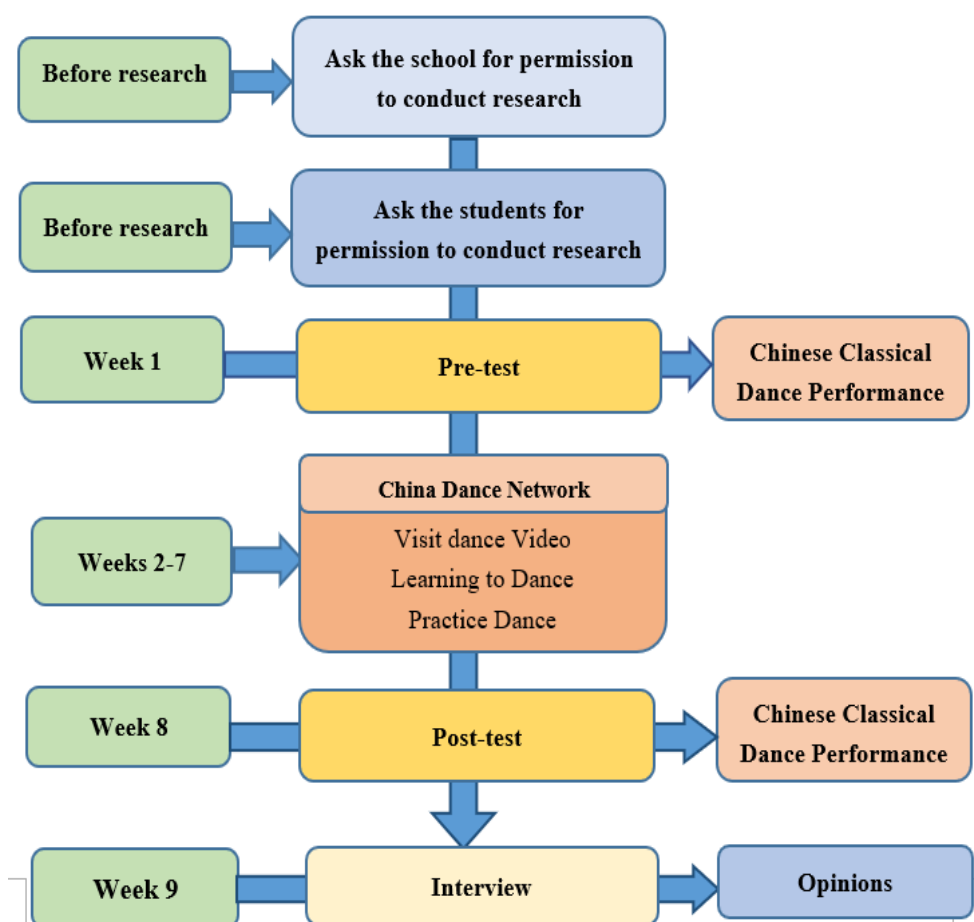 Before research
Ask the school for permission
to conduct research
Before research
Ask the students for
permission to conduct research
Week 1
Pre-test
Chinese Classical
Dance Performance
China Dance Network
Weeks 2-7
Visit dance Video
Learning to Dance
Practice Dance
Week 8
Post-test
Chinese Classical
Dance Performance
Week 9
Interview
Opinions